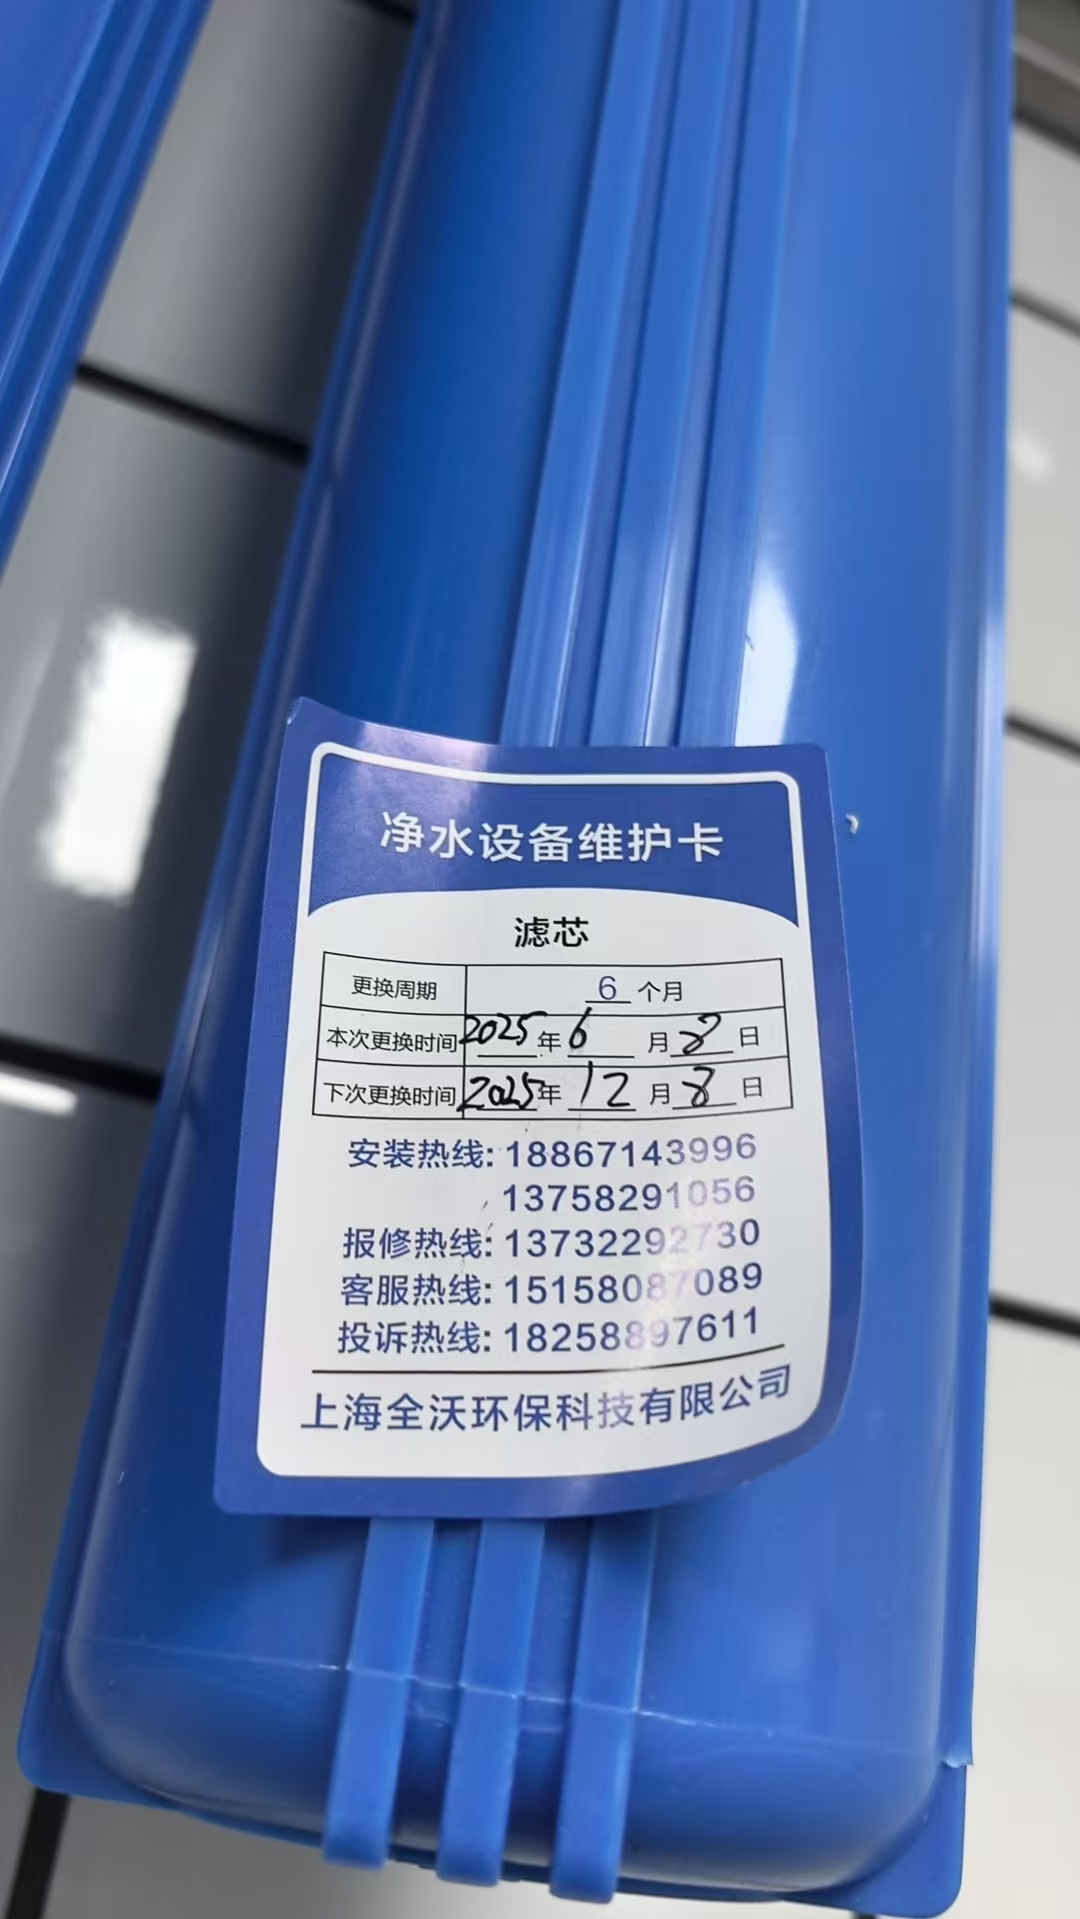 净水设备维护卡
滤芯
更换周期 6 个月
本次更换时间 2025 年 6 月 8 日
下次更换时间 2025 年 12 月 8 日
安装热线: 18867143996
13758291056
报修热线: 13732292730
客服热线: 15158087089
投诉热线: 18258897611
上海全沃环保科技有限公司